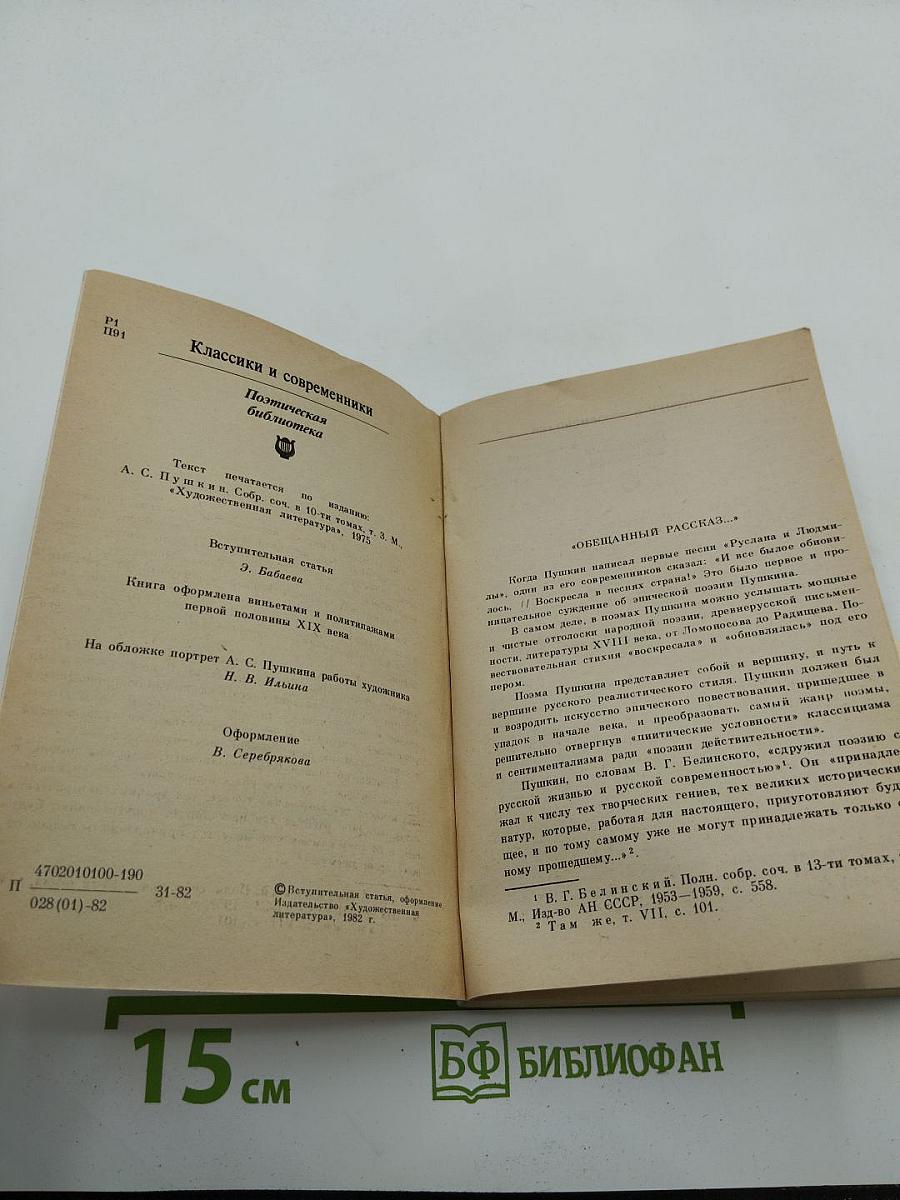 Р1
П91
Классики и современники
Поэтическая
библиотека
Текст печатается по изданию:
А. С. Пушкин. Собр. соч. в 10-ти томах, т. 3. М.,
«Художественная литература», 1975
Вступительная статья
Э. Бабаева
Книга оформлена виньетами и политипажами
первой половины XIX века
На обложке портрет А. С. Пушкина работы художника
Н. В. Ильина
Оформление
В. Серебрякова
П 4702010100-190 31-82
028(01)-82
© Вступительная статья, оформление
Издательство «Художественная
литература», 1982 г.
«ОБЕЩАННЫЙ РАССКАЗ...»
Когда Пушкин написал первые песни «Руслана и Людми-
лы», один из его современников сказал: «И все былое обнови-
лось, // Воскресла в песнях страна!» Это было первое и про-
ницательное суждение об эпической поэзии Пушкина.
В самом деле, в поэмах Пушкина можно услышать мощные
и чистые отголоски народной поэзии, древнерусской письмен-
ности, литературы XVIII века, от Ломоносова до Радищева. По-
вествовательная стихия «воскресала» и «обновлялась» под его
пером.
Поэма Пушкина представляет собой и вершину, и путь к
вершине русского реалистического стиля. Пушкин должен был
и возродить искусство эпического повествования, пришедшее в
упадок в начале века, и преобразовать самый жанр поэмы,
решительно отвергнув «пиитические условности» классицизма
и сентиментализма ради «поэзии действительности».
Пушкин, по словам В. Г. Белинского, «сдружил поэзию с
русской жизнью и русской современностью»¹. Он «принадле-
жал к числу тех творческих гениев, тех великих исторически
натур, которые, работая для настоящего, приуготовляют буд
щее, и по тому самому уже не могут принадлежать только о
ному прошедшему...»².
¹ В. Г. Белинский. Полн. собр. соч. в 13-ти томах,
М., Изд-во АН СССР, 1953—1959, с. 558.
² Там же, т. VII, с. 101.
15 см
БФ БИБЛИОФАН